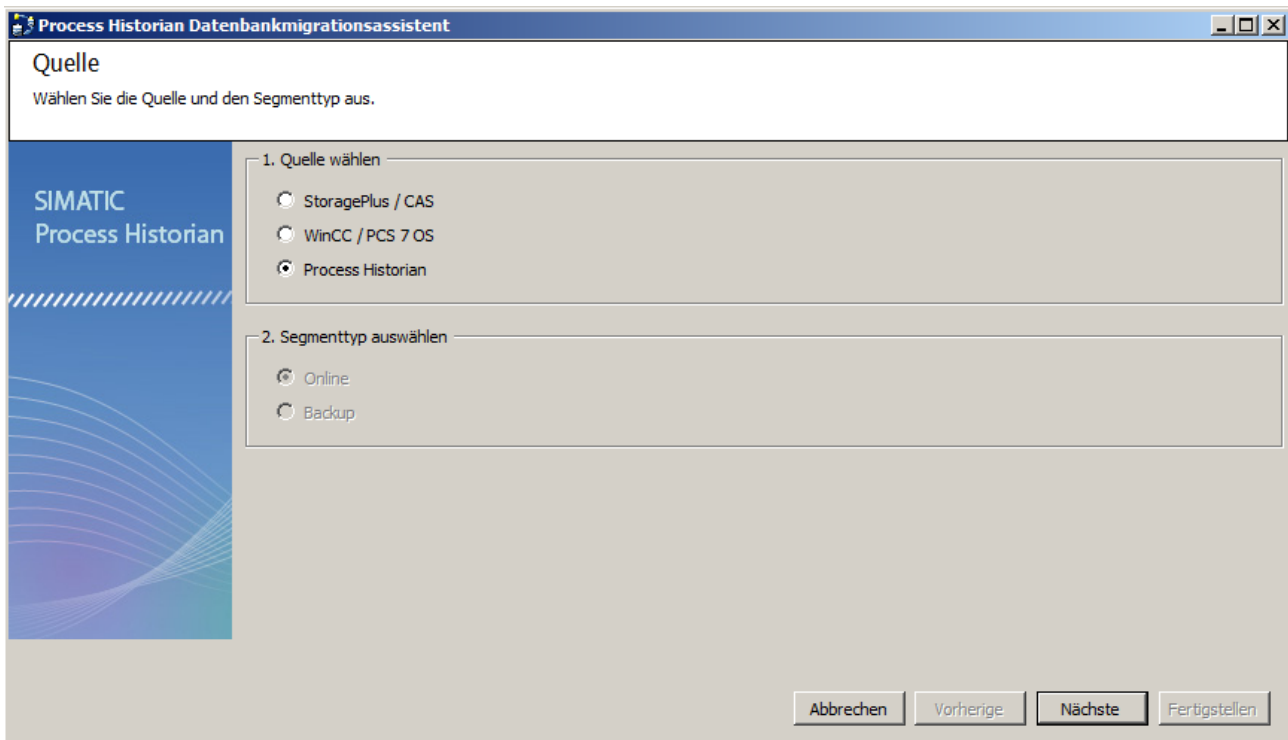 Process Historian Datenbankmigrationsassistent
Quelle
Wählen Sie die Quelle und den Segmenttyp aus.
SIMATIC
Process Historian
1. Quelle wählen
StoragePlus / CAS
WinCC / PCS 7 OS
Process Historian
2. Segmenttyp auswählen
Online
Backup
Abbrechen Vorherige Nächste Fertigstellen